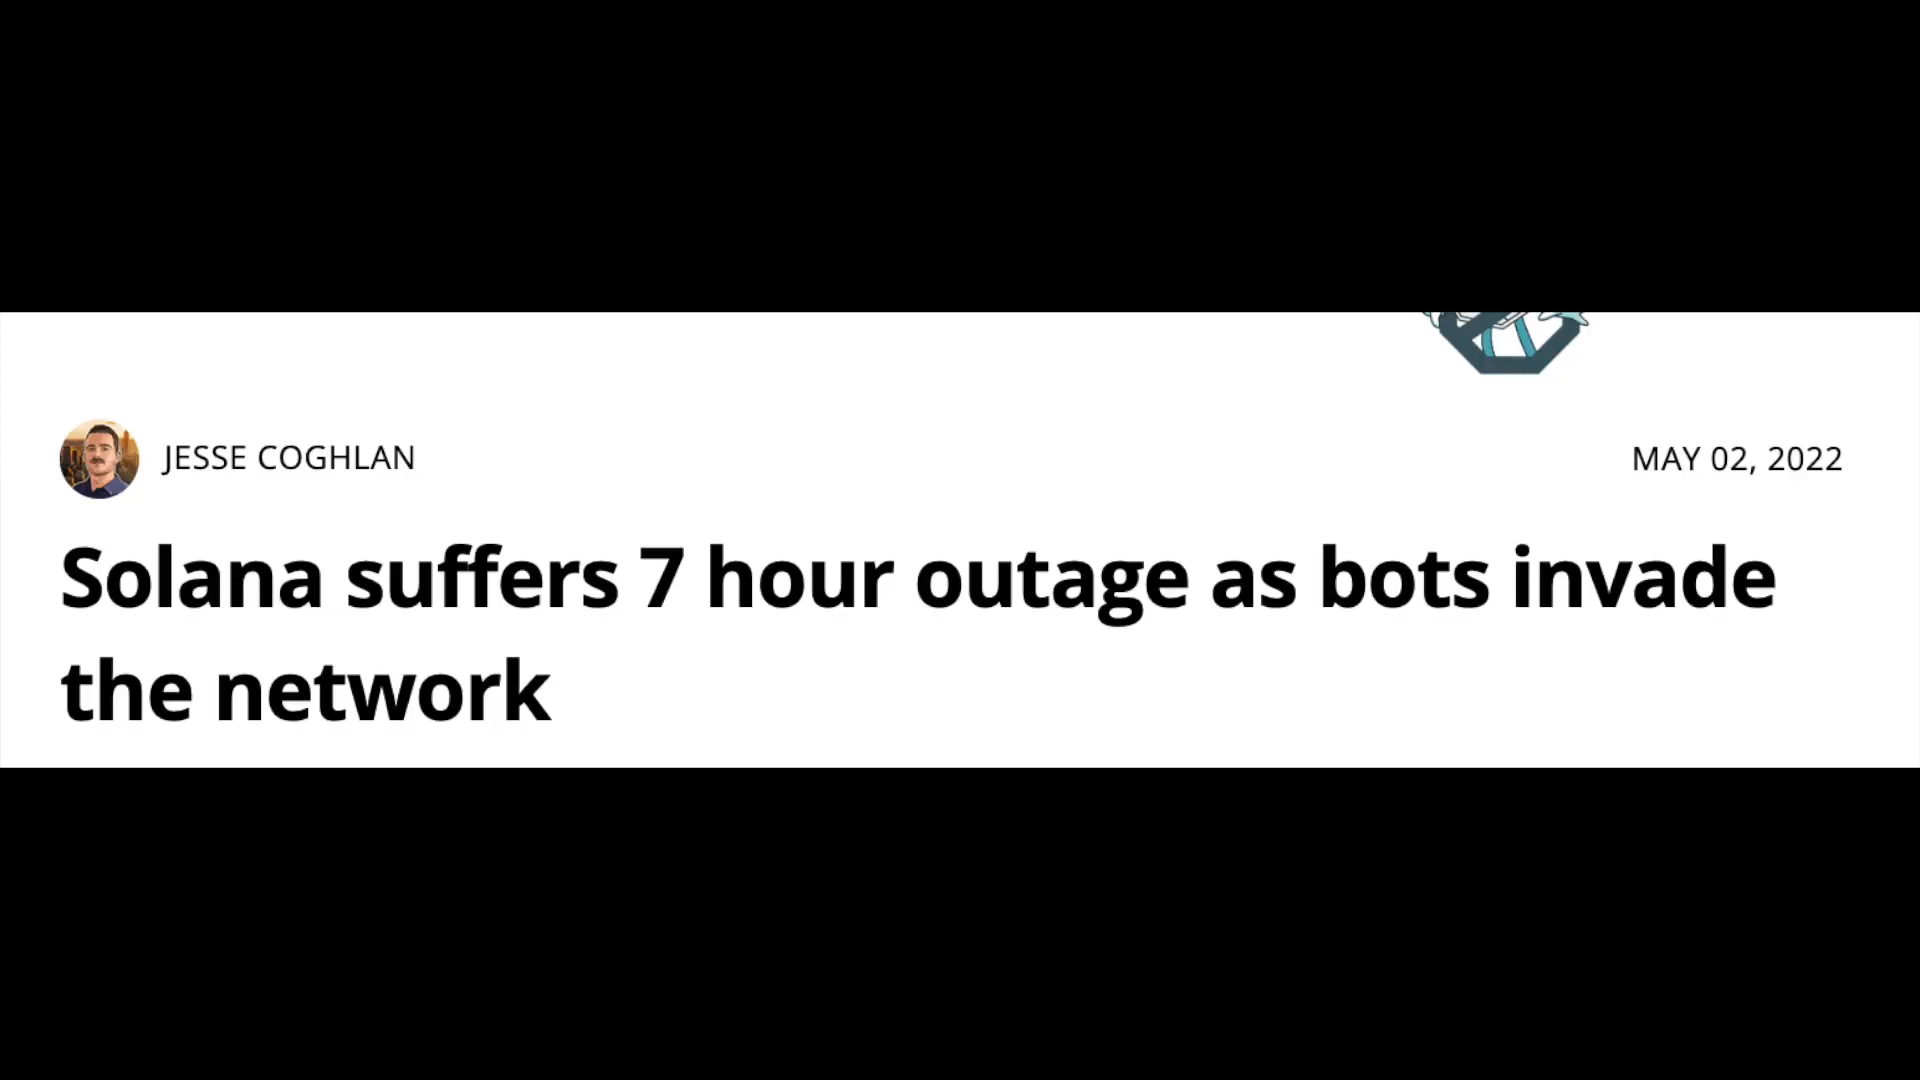 JESSE COGHLAN
MAY 02, 2022
Solana suffers 7 hour outage as bots invade
the network